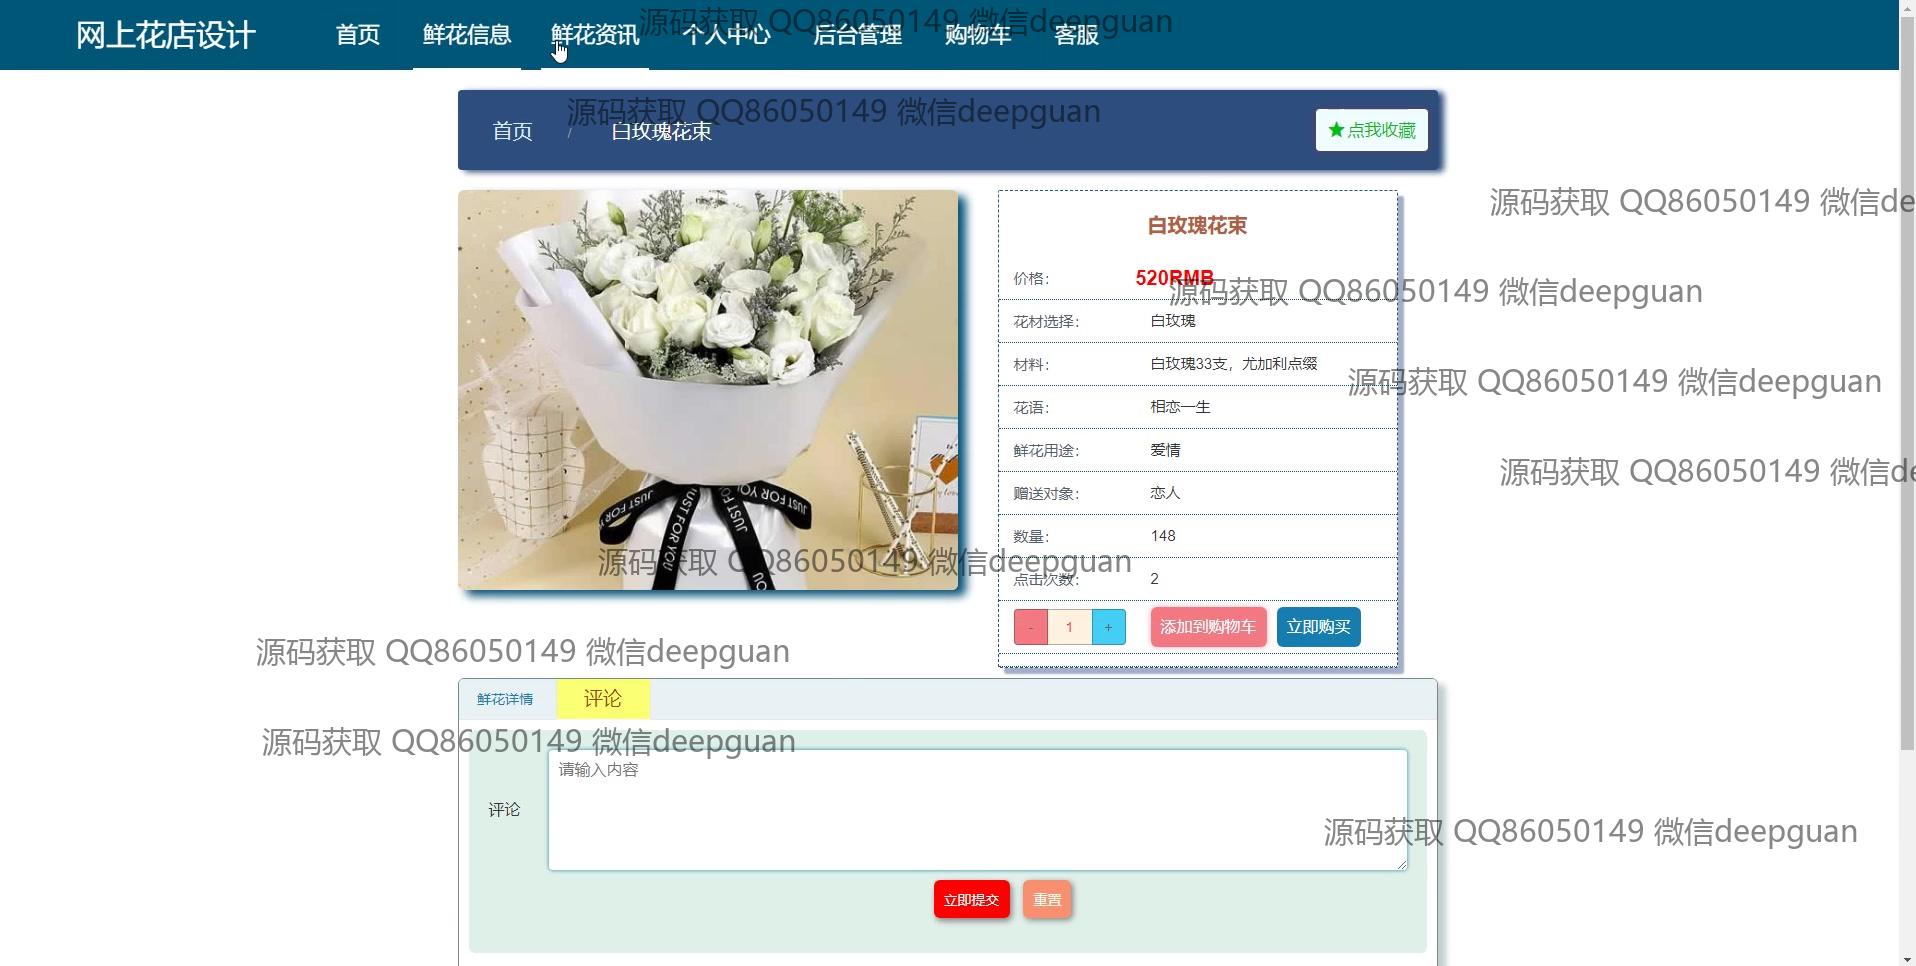 网上花店设计 首页 鲜花信息 鲜花资讯 个人中心 后台管理 购物车 客服
源码获取 QQ86050149 微信deepguan
源码获取 QQ86050149 微信deepguan
首页 / 白玫瑰花束
★点我收藏
源码获取 QQ86050149 微信de
白玫瑰花束
价格： 520RMB
源码获取 QQ86050149 微信deepguan
花材选择： 白玫瑰
材料： 白玫瑰33支，尤加利点缀
源码获取 QQ86050149 微信deepguan
花语： 相恋一生
鲜花用途： 爱情
源码获取 QQ86050149 微信de
赠送对象： 恋人
JUST FOR YOU
JUST FOR YOU
JUST FOR YOU
JUST FOR YOU
数量： 148
源码获取 QQ86050149 微信deepguan
点击次数： 2
- 1 + 添加到购物车 立即购买
源码获取 QQ86050149 微信deepguan
鲜花详情 评论
源码获取 QQ86050149 微信deepguan
请输入内容
评论
源码获取 QQ86050149 微信deepguan
立即提交 重置